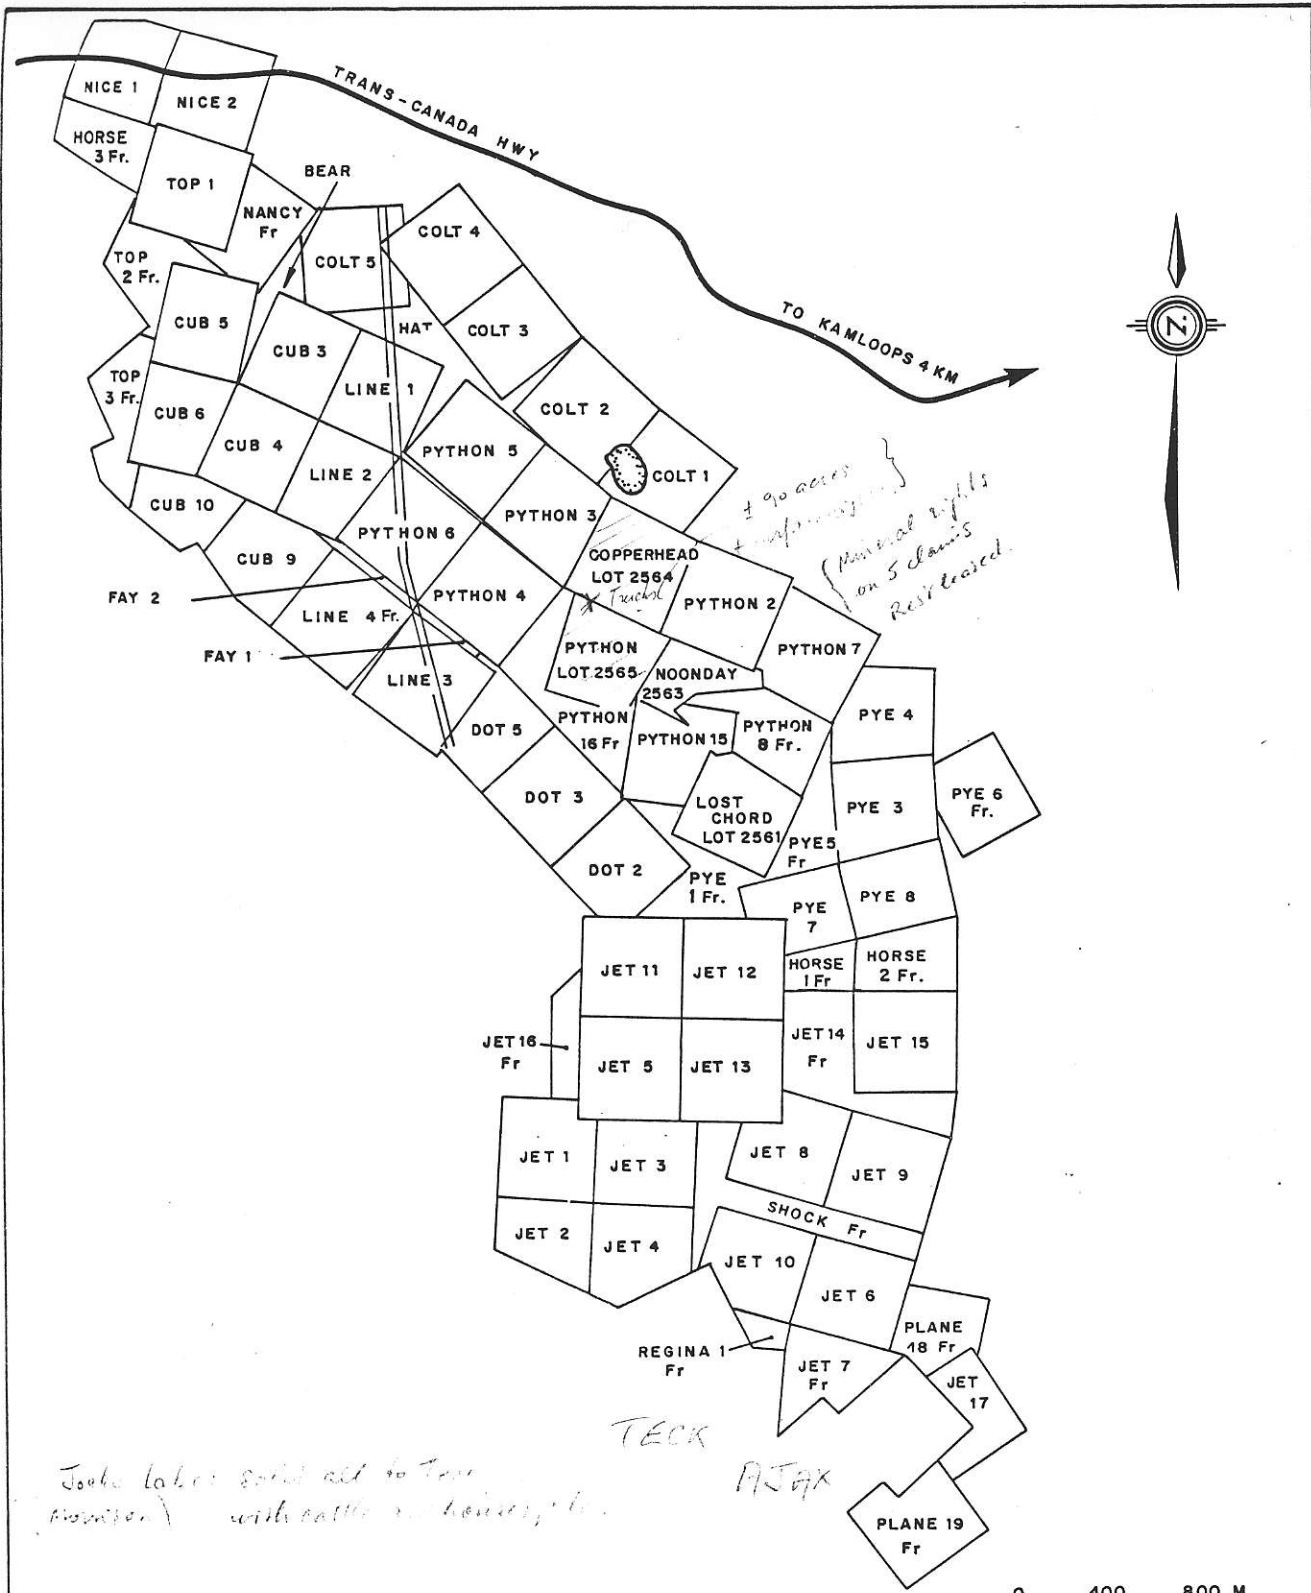 TRANS-CANADA HWY
NICE 1
NICE 2
HORSE
3 Fr.
TOP 1
BEAR
NANCY
Fr
COLT 4
TOP
2 Fr.
COLT 5
CUB 5
HAT
COLT 3
TO KAMLOOPS 4 KM
N
CUB 3
TOP
3 Fr.
LINE 1
CUB 6
COLT 2
CUB 4
PYTHON 5
LINE 2
COLT 1
± 90 acres
Mineral rights
on 5 claims
Rest leased.
CUB 10
PYTHON 3
PYTHON 6
CUB 9
COPPERHEAD
LOT 2564
X
FAY 2
PYTHON 4
PYTHON 2
LINE 4 Fr.
FAY 1
PYTHON
LOT 2565
PYTHON 7
NOONDAY
2563
LINE 3
PYTHON
16 Fr
PYE 4
DOT 5
PYTHON 15
PYTHON
8 Fr.
DOT 3
LOST
CHORD
LOT 2561
PYE 3
PYE 6
Fr.
PYE 5
Fr
DOT 2
PYE
1 Fr.
PYE
7
PYE 8
JET 11
JET 12
HORSE
1 Fr
HORSE
2 Fr.
JET 16
Fr
JET 5
JET 13
JET 14
Fr
JET 15
JET 1
JET 3
JET 8
JET 9
SHOCK Fr
JET 2
JET 4
JET 10
JET 6
REGINA 1
Fr
PLANE
18 Fr
JET 7
Fr
JET
17
TECK
AJAX
all to
with cattle
PLANE 19
Fr
0 400 800 M